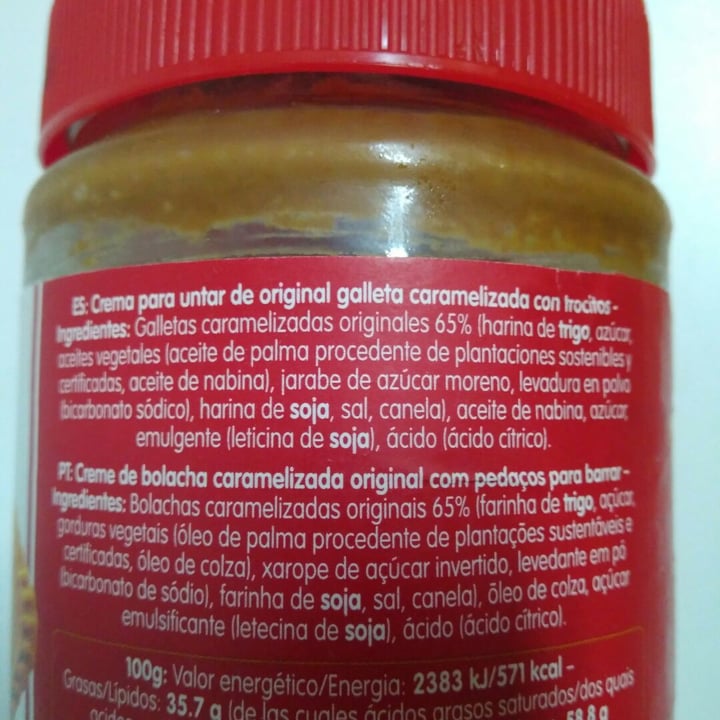 ES: Crema para untar de original galleta caramelizada con trocitos -
Ingredientes: Galletas caramelizadas originales 65% (harina de trigo, azúcar,
aceites vegetales (aceite de palma procedente de plantaciones sostenibles y
certificadas, aceite de nabina), jarabe de azúcar moreno, levadura en polvo
(bicarbonato sódico), harina de soja, sal, canela), aceite de nabina, azúcar,
emulgente (leticina de soja), ácido (ácido cítrico).
PT: Creme de bolacha caramelizada original com pedaços para barrar -
Ingredientes: Bolachas caramelizadas originais 65% (farinha de trigo, açúcar,
gorduras vegetais (óleo de palma procedente de plantações sustentáveis e
certificadas, óleo de colza), xarope de açúcar invertido, levedante em pó
(bicarbonato de sódio), farinha de soja, sal, canela), óleo de colza, açúcar
emulsificante (letecina de soja), ácido (ácido cítrico).
100g: Valor energético/Energia: 2383 kJ/571 kcal -
Grasas/Lípidos: 35.7 g (de las cuales ácidos grasos saturados/dos quais
58.8 g